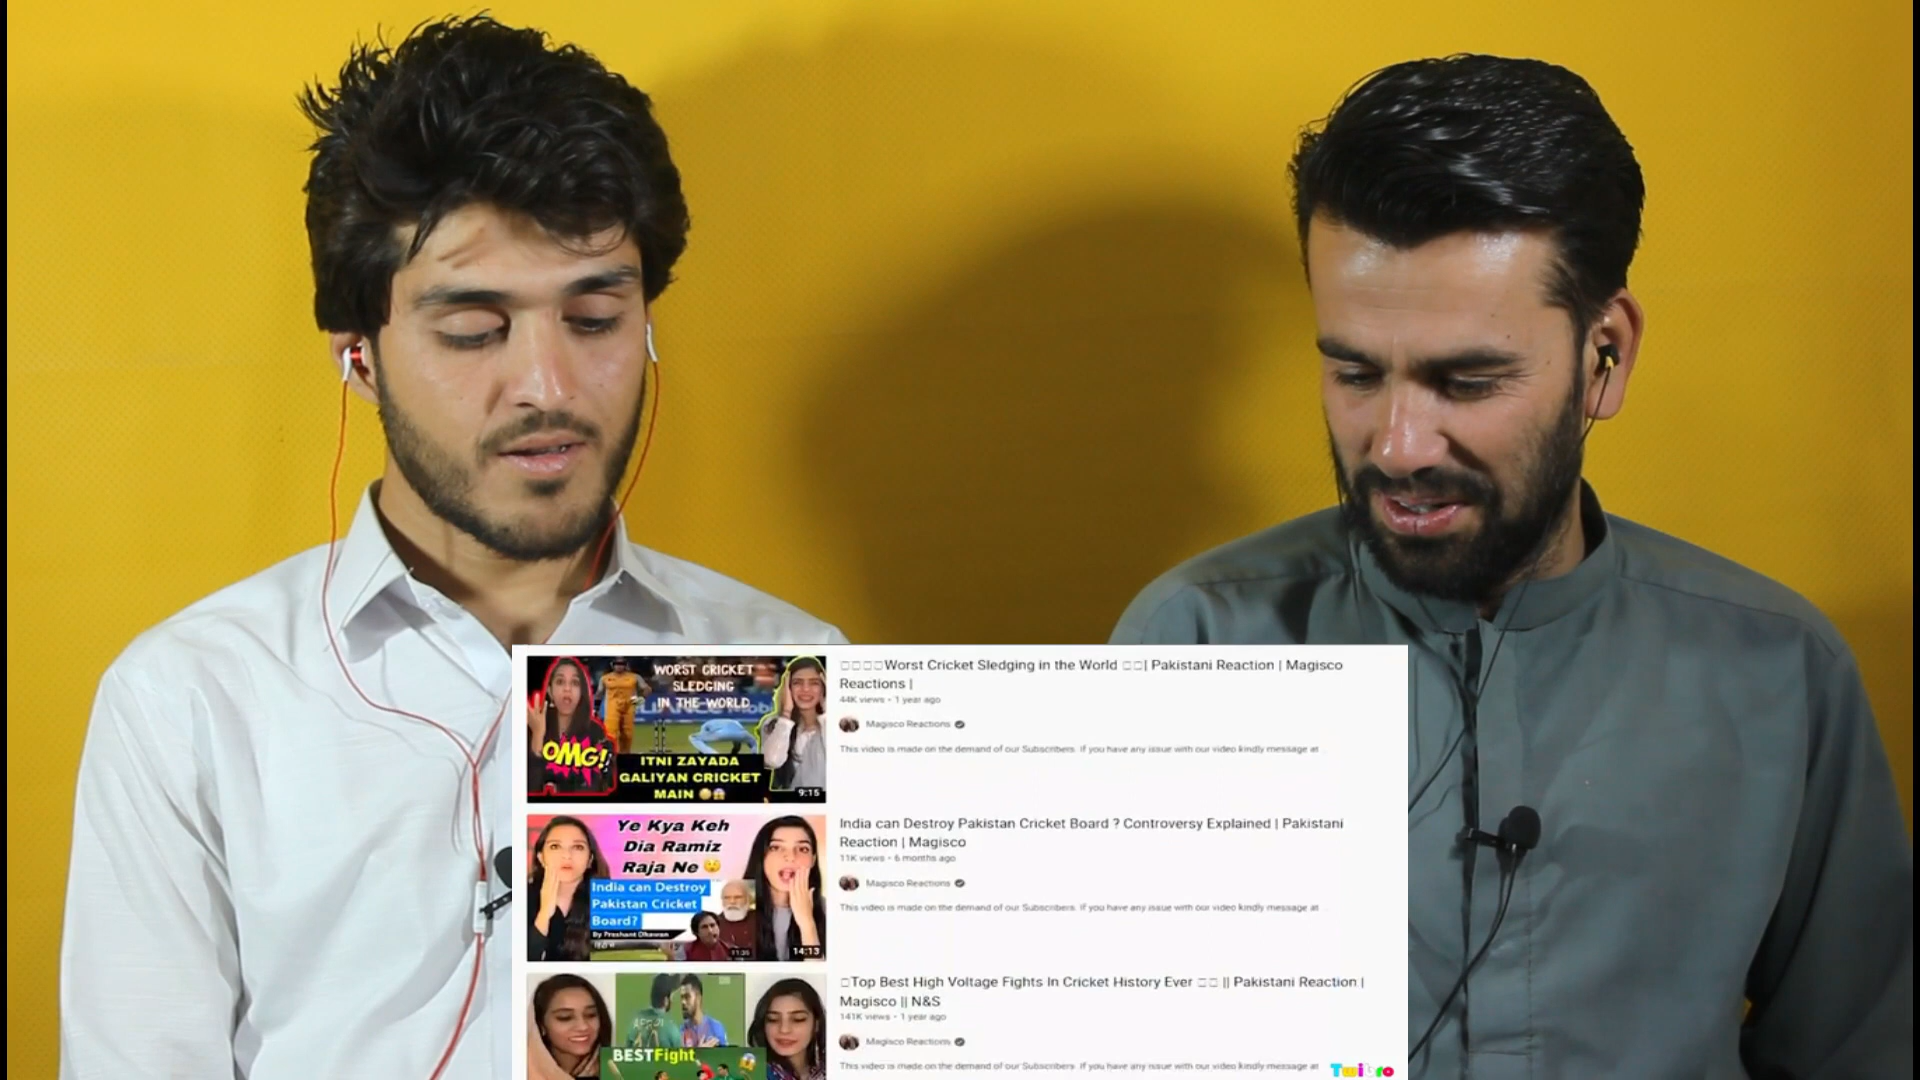 WORST CRICKET
SLEDGING
IN THE WORLD
OMG!
ITNI ZAYADA
GALIYAN CRICKET
MAIN
9:15
Worst Cricket Sledging in the World | Pakistani Reaction | Magisco
Reactions |
44K views • 1 year ago
Magisco Reactions
This video is made on the demand of our Subscribers. If you have any issue with our video kindly message at
Ye Kya Keh
Dia Ramiz
Raja Ne
India can Destroy
Pakistan Cricket
Board?
By Prashant Dhawan
11:35
14:13
India can Destroy Pakistan Cricket Board ? Controversy Explained | Pakistani
Reaction | Magisco
11K views • 6 months ago
Magisco Reactions
This video is made on the demand of our Subscribers. If you have any issue with our video kindly message at
BESTFight
Top Best High Voltage Fights In Cricket History Ever || Pakistani Reaction |
Magisco || N&S
141K views • 1 year ago
Magisco Reactions
This video is made on the demand of our Subscribers. If you have any issue with our video kindly message at